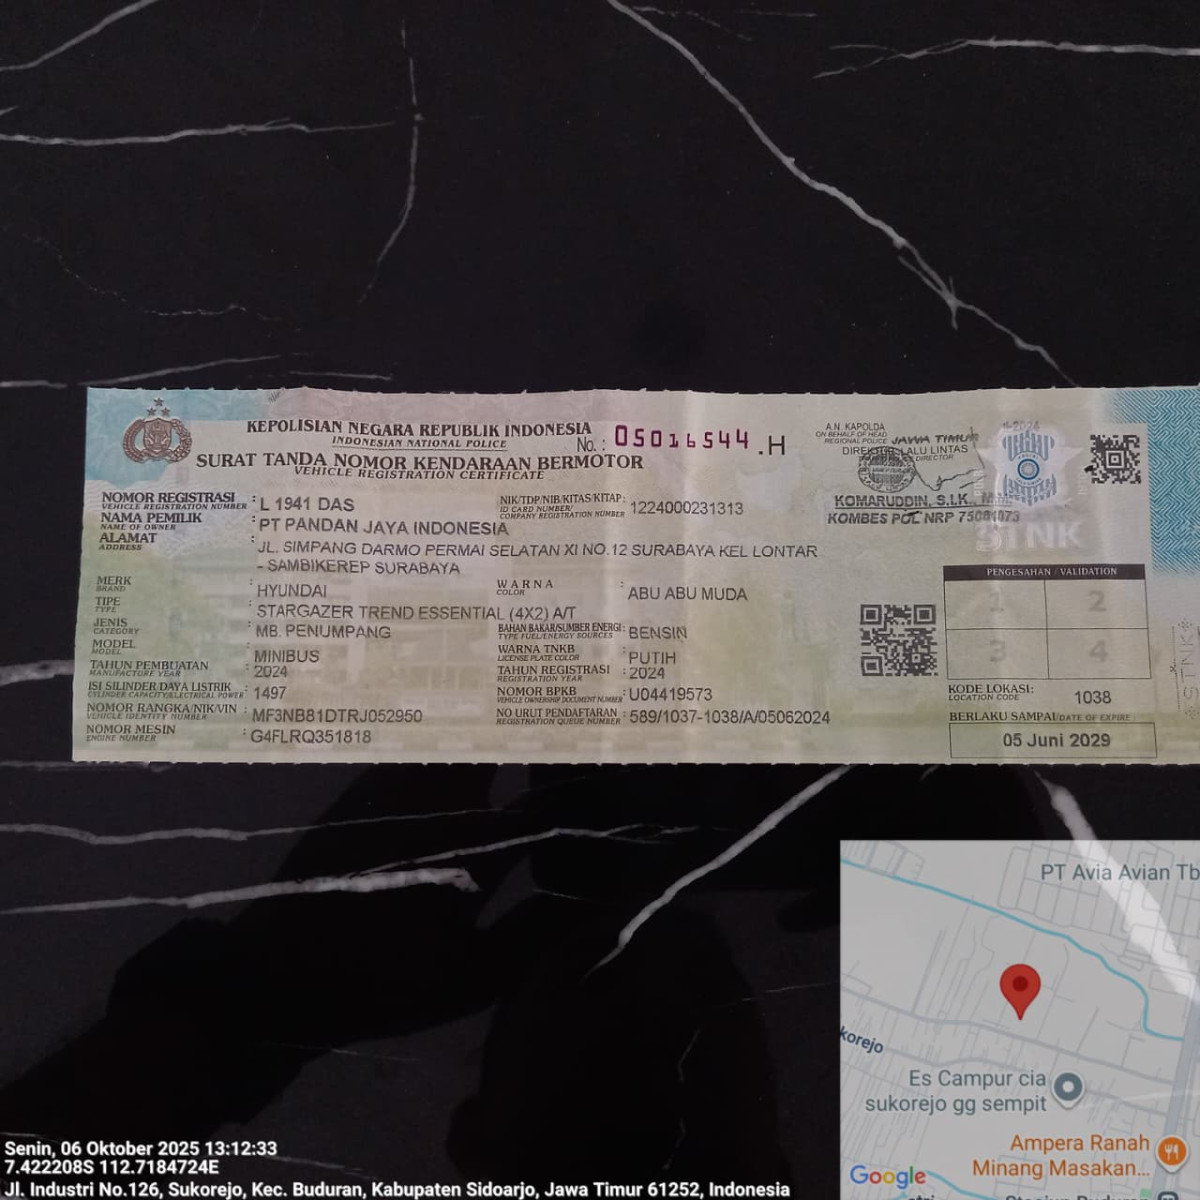 KEPOLISIAN NEGARA REPUBLIK INDONESIA
INDONESIAN NATIONAL POLICE
No.: 05016544 .H
SURAT TANDA NOMOR KENDARAAN BERMOTOR
VEHICLE REGISTRATION CERTIFICATE
A.N. KAPOLDA
ON BEHALF OF HEAD
REGIONAL POLICE JAWA TIMUR
DIREKTUR LALU LINTAS
DIRECTOR
KOMARUDDIN, S.I.K.,
KOMBES POL NRP
STNK
NOMOR REGISTRASI : L 1941 DAS
VEHICLE REGISTRATION NUMBER
NIK/TDP/NIB/KITAS/KITAP: 1224000231313
ID CARD NUMBER/
COMPANY REGISTRATION NUMBER
NAMA PEMILIK : PT PANDAN JAYA INDONESIA
NAME OF OWNER
ALAMAT : JL. SIMPANG DARMO PERMAI SELATAN XI NO.12 SURABAYA KEL LONTAR
ADDRESS
- SAMBIKEREP SURABAYA
MERK : HYUNDAI
BRAND
WARNA : ABU ABU MUDA
COLOR
TIPE : STARGAZER TREND ESSENTIAL (4X2) A/T
TYPE
JENIS : MB. PENUMPANG
CATEGORY
BAHAN BAKAR/SUMBER ENERGI : BENSIN
TYPE FUEL/ENERGY SOURCES
MODEL : MINIBUS
MODEL
WARNA TNKB : PUTIH
LICENSE PLATE COLOR
TAHUN PEMBUATAN : 2024
MANUFACTURE YEAR
TAHUN REGISTRASI : 2024
REGISTRATION YEAR
ISI SILINDER/DAYA LISTRIK : 1497
CYLINDER CAPACITY/ELECTRICAL POWER
NOMOR BPKB : U04419573
VEHICLE OWNERSHIP DOCUMENT NUMBER
NOMOR RANGKA/NIK/VIN : MF3NB81DTRJ052950
VEHICLE IDENTITY NUMBER
NO URUT PENDAFTARAN : 589/1037-1038/A/05062024
REGISTRATION QUEUE NUMBER
NOMOR MESIN : G4FLRQ351818
ENGINE NUMBER
PENGESAHAN / VALIDATION
1 2
3 4
KODE LOKASI: 1038
LOCATION CODE
BERLAKU SAMPAI/DATE OF EXPIRE
05 Juni 2029
STNK
PT Avia Avian Tb
korejo
Es Campur cia
sukorejo gg sempit
Ampera Ranah
Minang Masakan...
Google
Senin, 06 Oktober 2025 13:12:33
7.422208S 112.7184724E
Jl. Industri No.126, Sukorejo, Kec. Buduran, Kabupaten Sidoarjo, Jawa Timur 61252, Indonesia